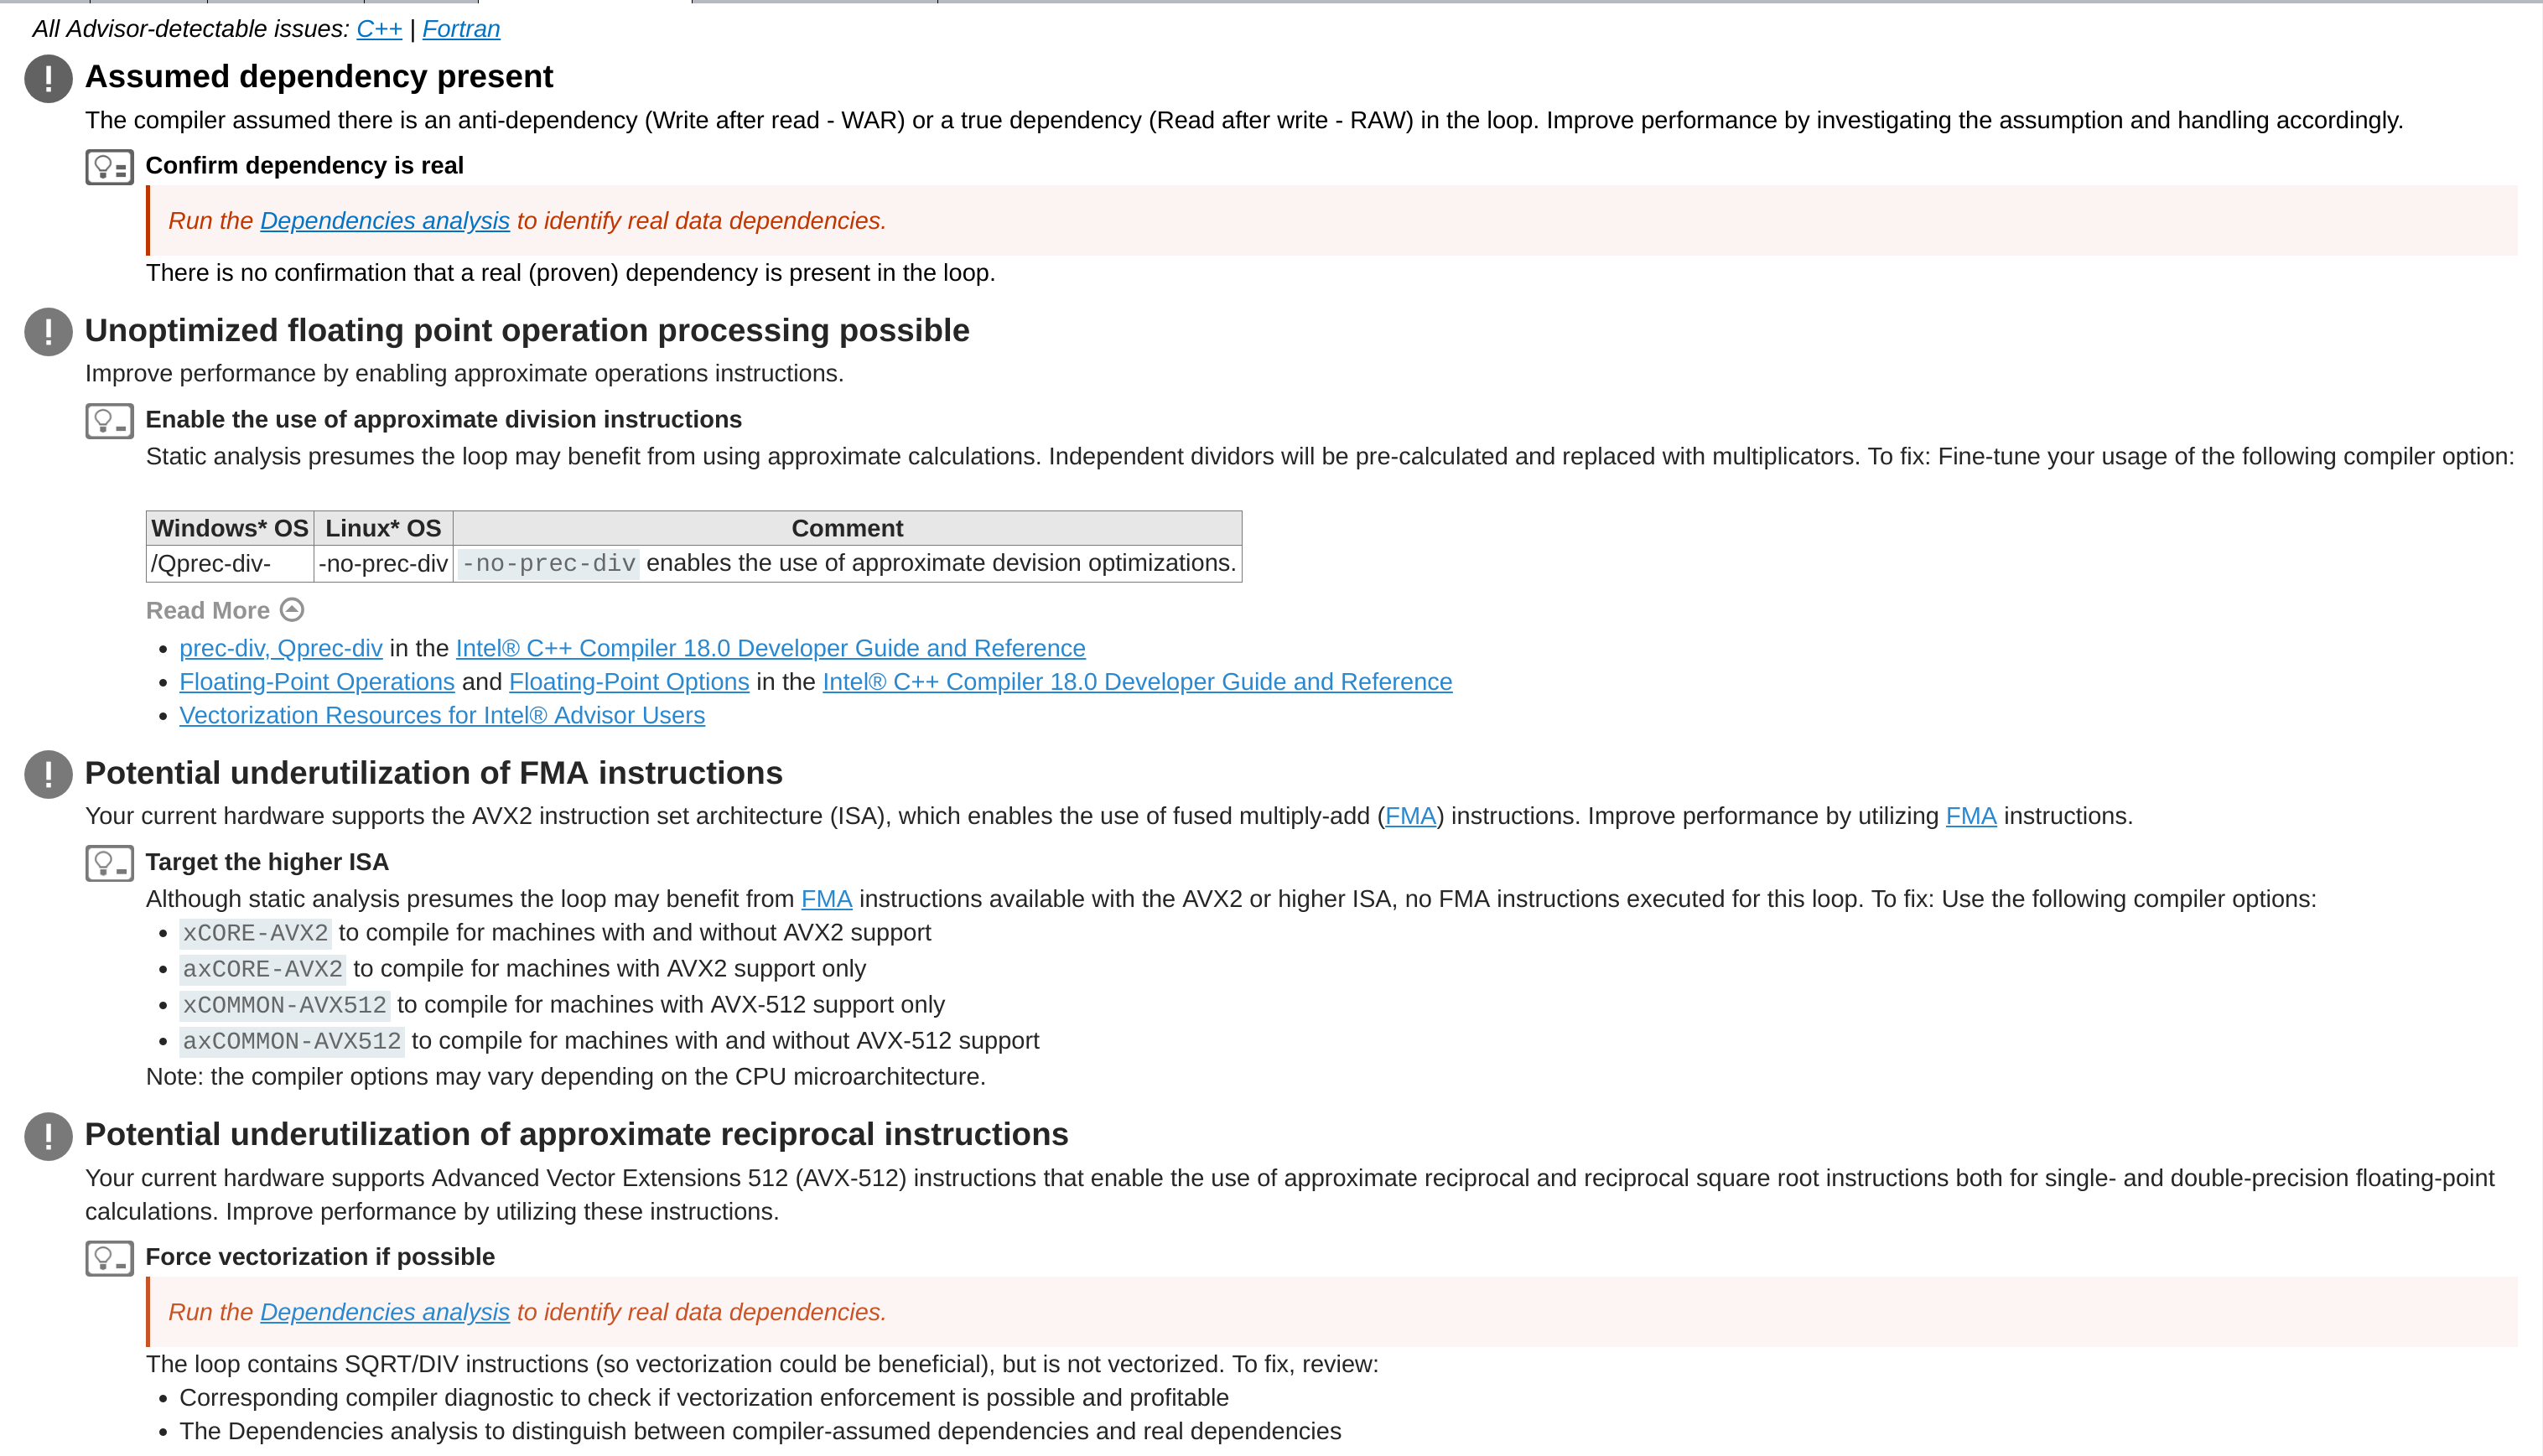 All Advisor-detectable issues: C++ | Fortran
Assumed dependency present
The compiler assumed there is an anti-dependency (Write after read - WAR) or a true dependency (Read after write - RAW) in the loop. Improve performance by investigating the assumption and handling accordingly.
Confirm dependency is real
Run the Dependencies analysis to identify real data dependencies.
There is no confirmation that a real (proven) dependency is present in the loop.
Unoptimized floating point operation processing possible
Improve performance by enabling approximate operations instructions.
Enable the use of approximate division instructions
Static analysis presumes the loop may benefit from using approximate calculations. Independent dividors will be pre-calculated and replaced with multiplicators. To fix: Fine-tune your usage of the following compiler option:
Windows* OS Linux* OS Comment
/Qprec-div- -no-prec-div -no-prec-div enables the use of approximate devision optimizations.
Read More
• prec-div, Qprec-div in the Intel® C++ Compiler 18.0 Developer Guide and Reference
• Floating-Point Operations and Floating-Point Options in the Intel® C++ Compiler 18.0 Developer Guide and Reference
• Vectorization Resources for Intel® Advisor Users
Potential underutilization of FMA instructions
Your current hardware supports the AVX2 instruction set architecture (ISA), which enables the use of fused multiply-add (FMA) instructions. Improve performance by utilizing FMA instructions.
Target the higher ISA
Although static analysis presumes the loop may benefit from FMA instructions available with the AVX2 or higher ISA, no FMA instructions executed for this loop. To fix: Use the following compiler options:
• xCORE-AVX2 to compile for machines with and without AVX2 support
• axCORE-AVX2 to compile for machines with AVX2 support only
• xCOMMON-AVX512 to compile for machines with AVX-512 support only
• axCOMMON-AVX512 to compile for machines with and without AVX-512 support
Note: the compiler options may vary depending on the CPU microarchitecture.
Potential underutilization of approximate reciprocal instructions
Your current hardware supports Advanced Vector Extensions 512 (AVX-512) instructions that enable the use of approximate reciprocal and reciprocal square root instructions both for single- and double-precision floating-point
calculations. Improve performance by utilizing these instructions.
Force vectorization if possible
Run the Dependencies analysis to identify real data dependencies.
The loop contains SQRT/DIV instructions (so vectorization could be beneficial), but is not vectorized. To fix, review:
• Corresponding compiler diagnostic to check if vectorization enforcement is possible and profitable
• The Dependencies analysis to distinguish between compiler-assumed dependencies and real dependencies